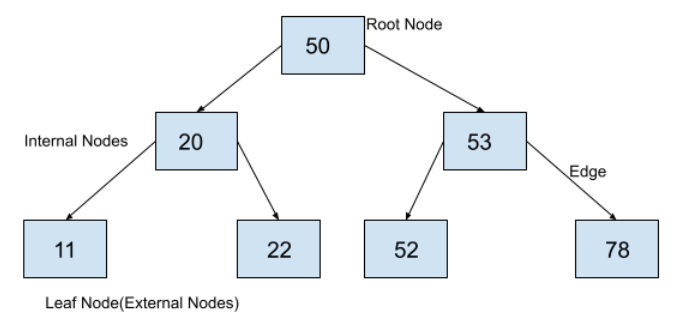 Root Node
50
Internal Nodes
20
53
Edge
11
22
52
78
Leaf Node(External Nodes)